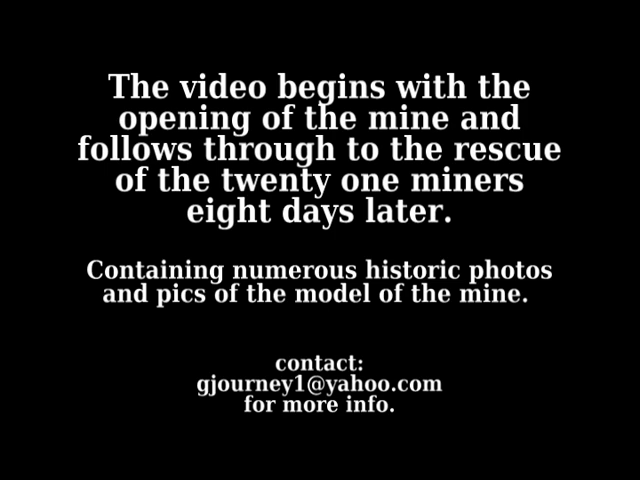 The video begins with the
opening of the mine and
follows through to the rescue
of the twenty one miners
eight days later.
Containing numerous historic photos
and pics of the model of the mine.
contact:
gjourney1@yahoo.com
for more info.